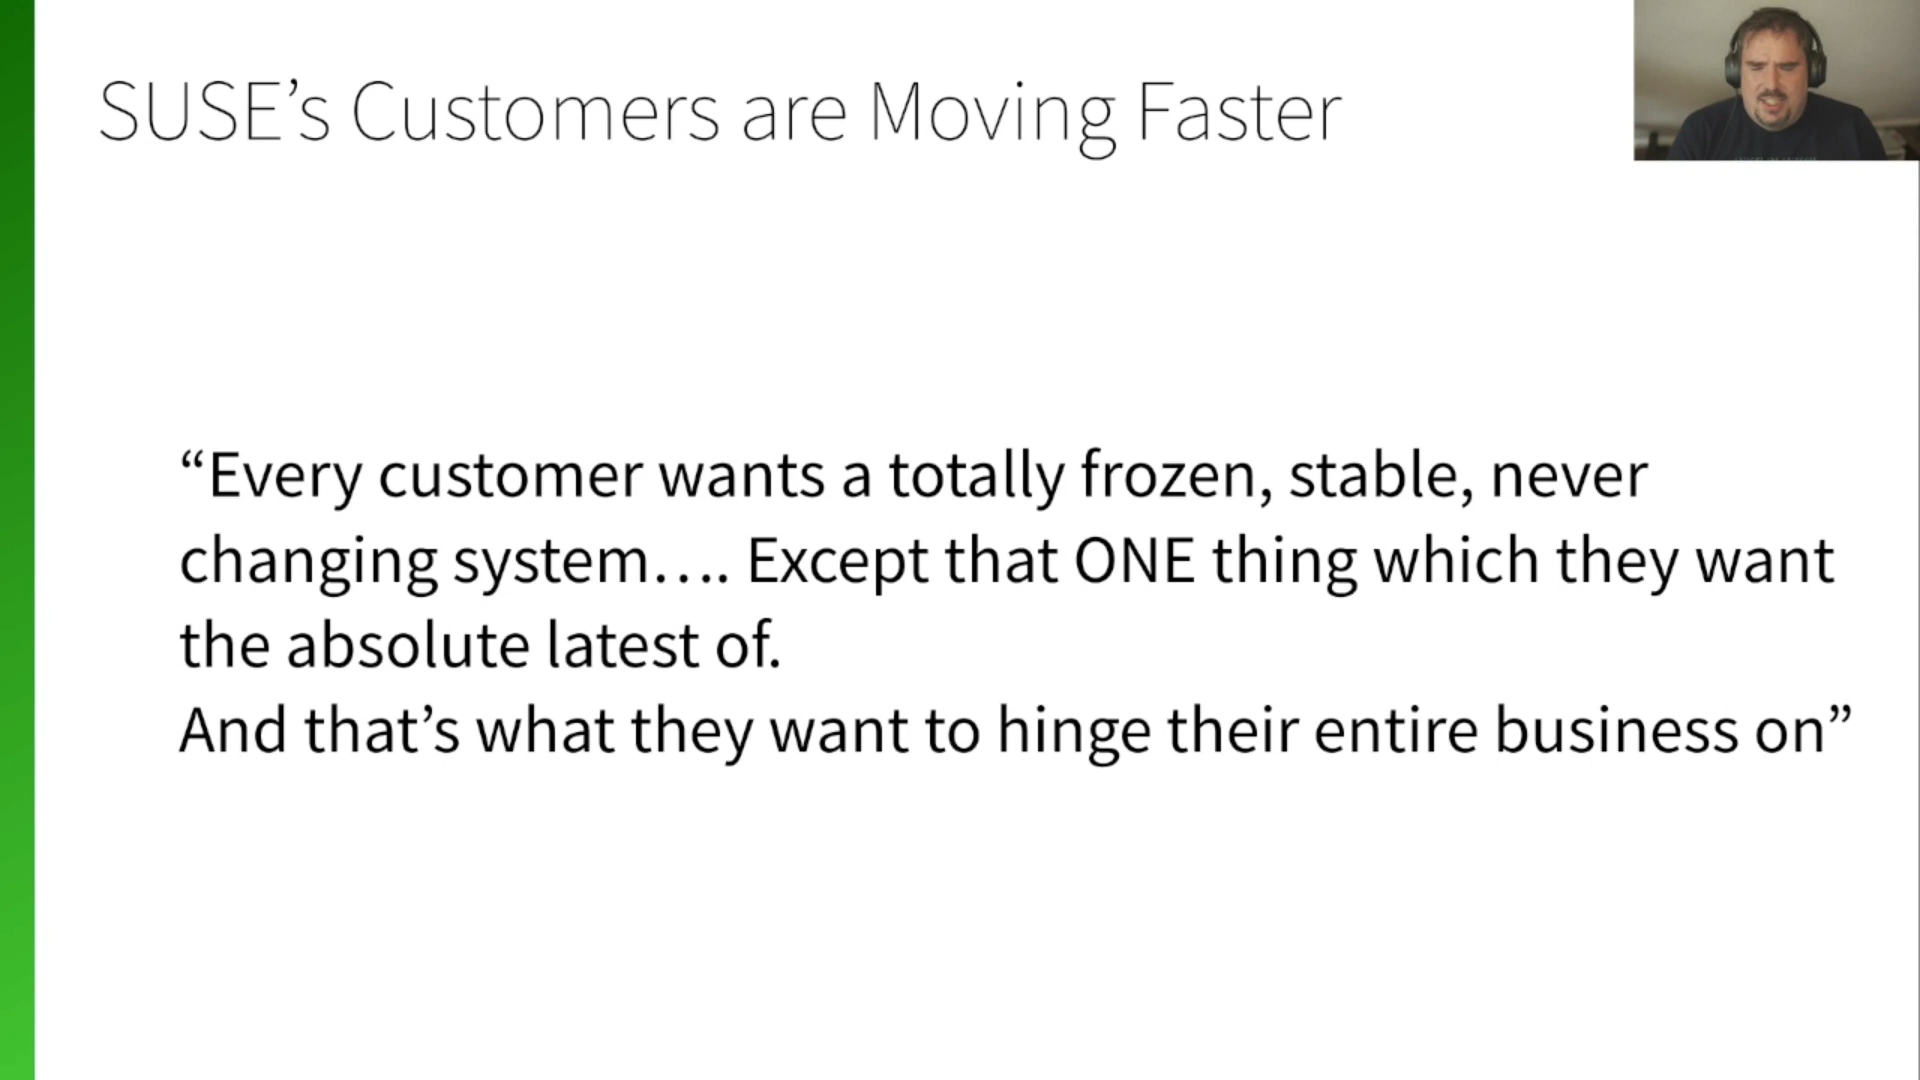 SUSE’s Customers are Moving Faster
“Every customer wants a totally frozen, stable, never
changing system…. Except that ONE thing which they want
the absolute latest of.
And that’s what they want to hinge their entire business on”